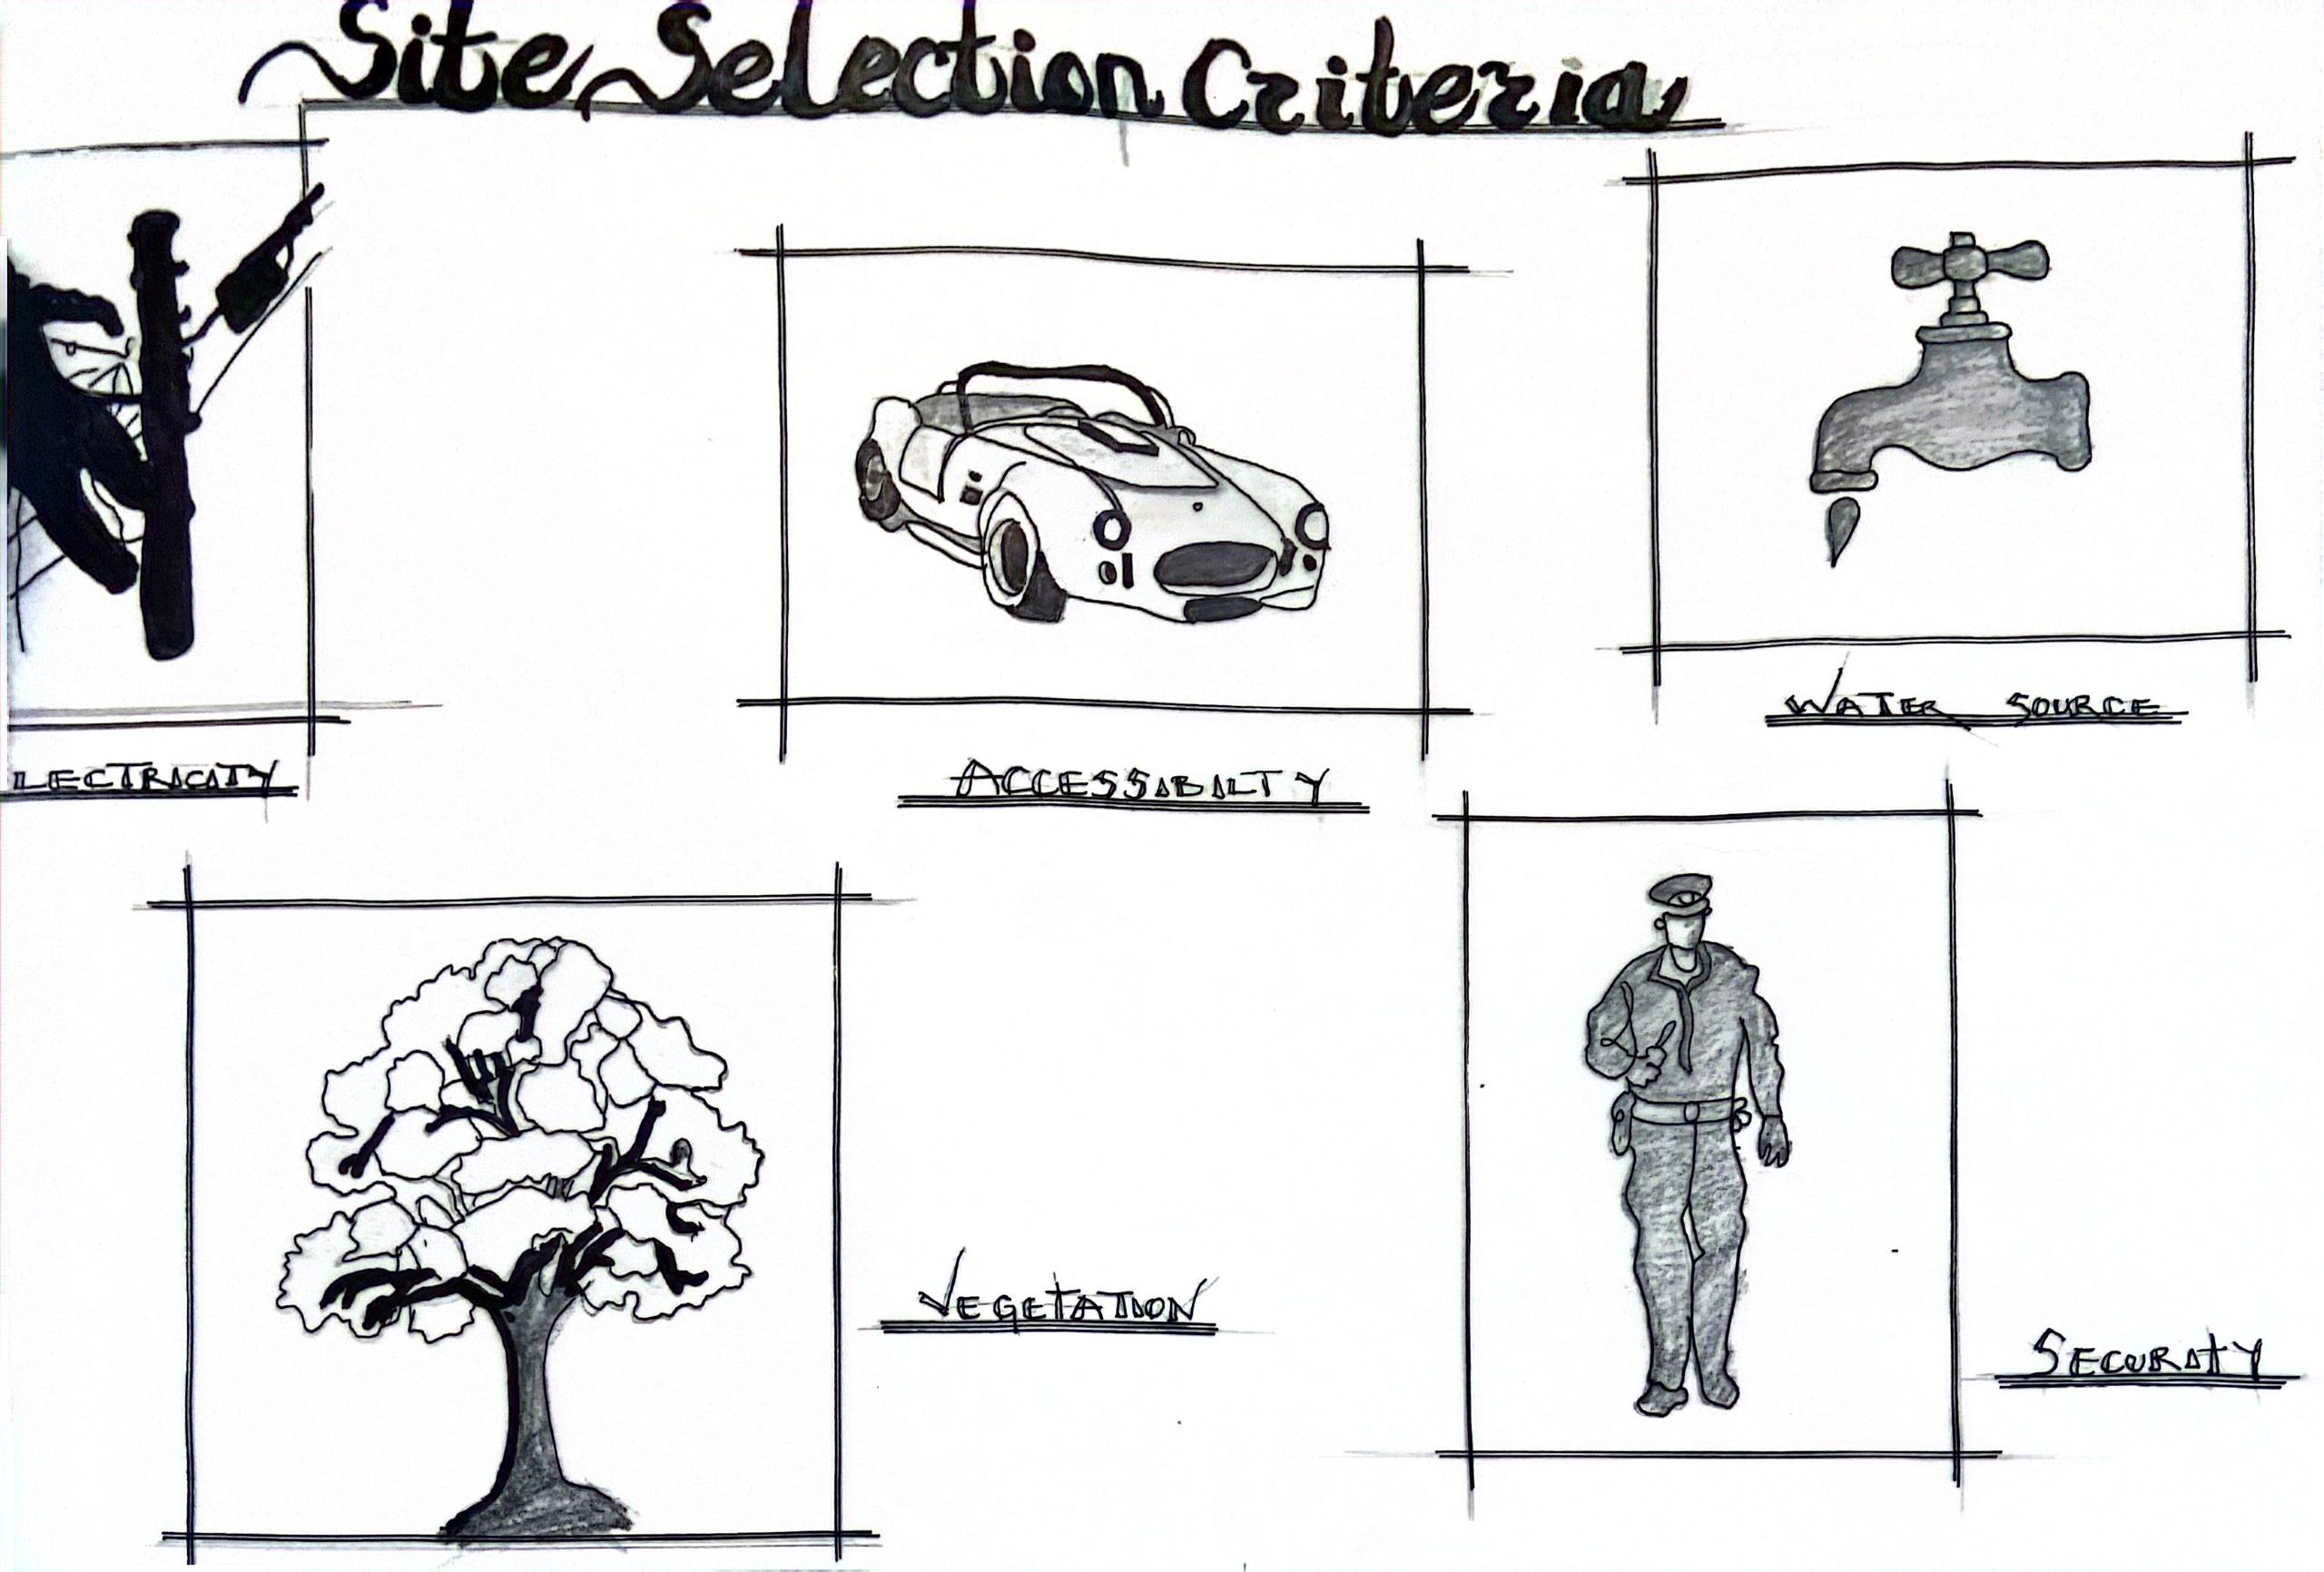 Site Selection Criteria
WATER SOURCE
LECTRICITY
ACCESSIBILTY
VEGETATION
SECURITY